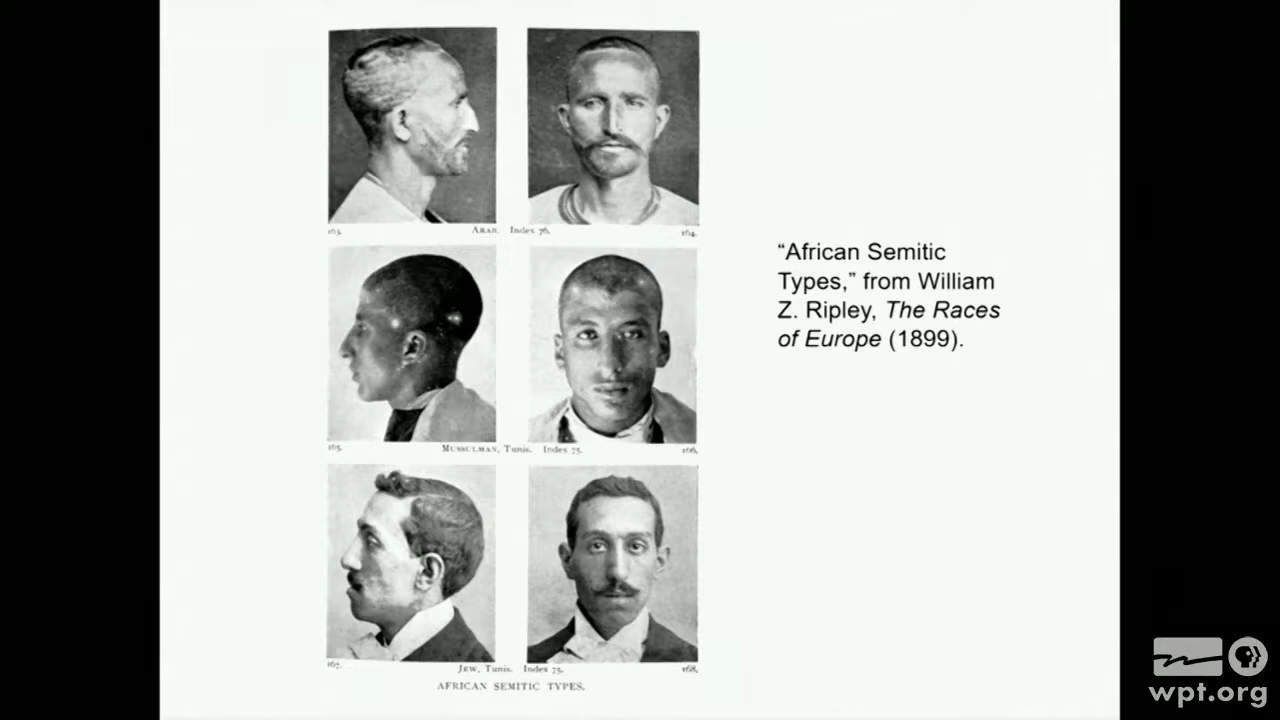 163. ARAB. Index 76. 164.
165. MUSSULMAN, Tunis. Index 75. 166.
167. JEW, Tunis. Index 75. 168.
AFRICAN SEMITIC TYPES.
“African Semitic
Types,” from William
Z. Ripley, The Races
of Europe (1899).
wpt.org